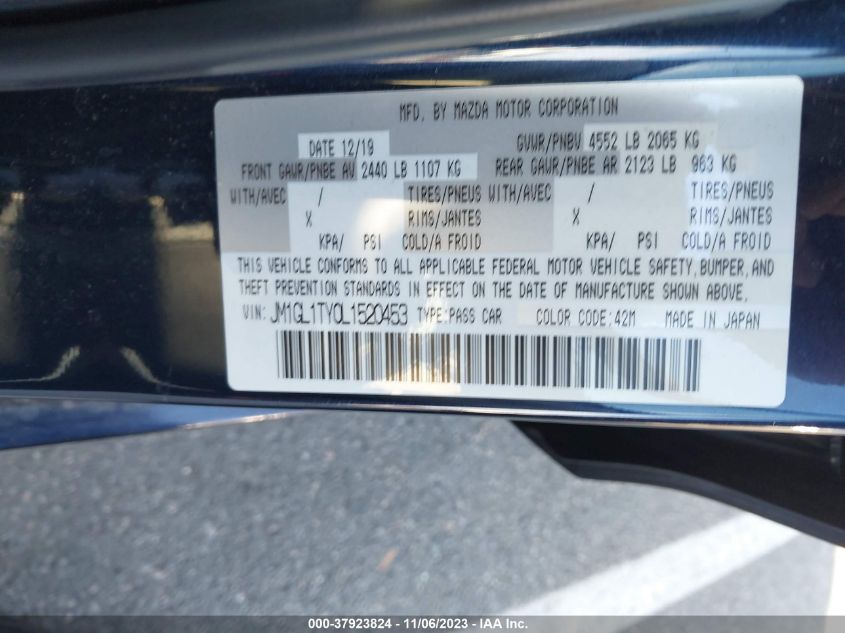 MFD. BY MAZDA MOTOR CORPORATION
DATE 12/19 GVWR/PNBV 4552 LB 2065 KG
FRONT GAWR/PNBE AV 2440 LB 1107 KG REAR GAWR/PNBE AR 2123 LB 963 KG
WITH/AVEC / TIRES/PNEUS WITH/AVEC / TIRES/PNEUS
X RIMS/JANTES X RIMS/JANTES
KPA/ PSI COLD/A FROID KPA/ PSI COLD/A FROID
THIS VEHICLE CONFORMS TO ALL APPLICABLE FEDERAL MOTOR VEHICLE SAFETY,BUMPER,AND
THEFT PREVENTION STANDARDS IN EFFECT ON THE DATE OF MANUFACTURE SHOWN ABOVE.
VIN: JM1GL1TY0L1520453 TYPE:PASS CAR COLOR CODE:42M MADE IN JAPAN
000-37923824 - 11/06/2023 - IAA Inc.